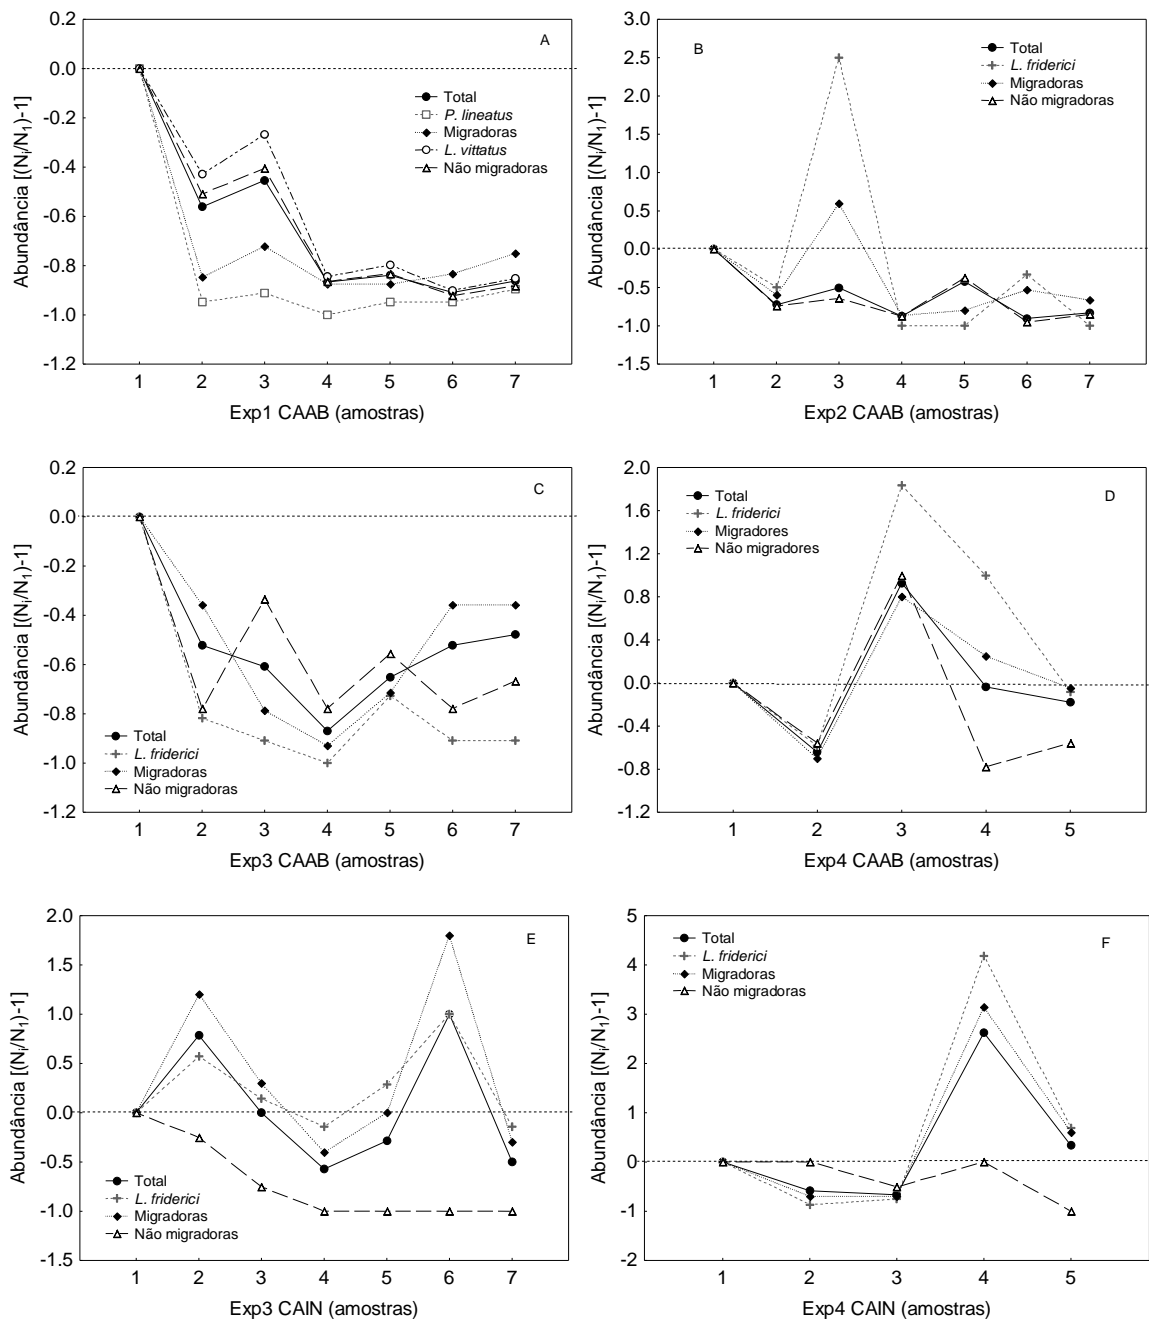 A
Abundância [(Ni/N1)-1]
0.2
0.0
-0.2
-0.4
-0.6
-0.8
-1.0
-1.2
Total
P. lineatus
Migradoras
L. vittatus
Não migradoras
1 2 3 4 5 6 7
Exp1 CAAB (amostras)
B
Abundância [(Ni/N1)-1]
3.0
2.5
2.0
1.5
1.0
0.5
0.0
-0.5
-1.0
-1.5
Total
L. friderici
Migradoras
Não migradoras
1 2 3 4 5 6 7
Exp2 CAAB (amostras)
C
Abundância [(Ni/N1)-1]
0.2
0.0
-0.2
-0.4
-0.6
-0.8
-1.0
-1.2
Total
L. friderici
Migradoras
Não migradoras
1 2 3 4 5 6 7
Exp3 CAAB (amostras)
D
Abundância [(Ni/N1)-1]
2.0
1.6
1.2
0.8
0.4
0.0
-0.4
-0.8
-1.2
Total
L. friderici
Migradores
Não migradores
1 2 3 4 5
Exp4 CAAB (amostras)
E
Abundância [(Ni/N1)-1]
2.0
1.5
1.0
0.5
0.0
-0.5
-1.0
-1.5
Total
L. friderici
Migradoras
Não migradoras
1 2 3 4 5 6 7
Exp3 CAIN (amostras)
F
Abundância [(Ni/N1)-1]
5
4
3
2
1
0
-1
-2
Total
L. friderici
Migradoras
Não migradoras
1 2 3 4 5
Exp4 CAIN (amostras)